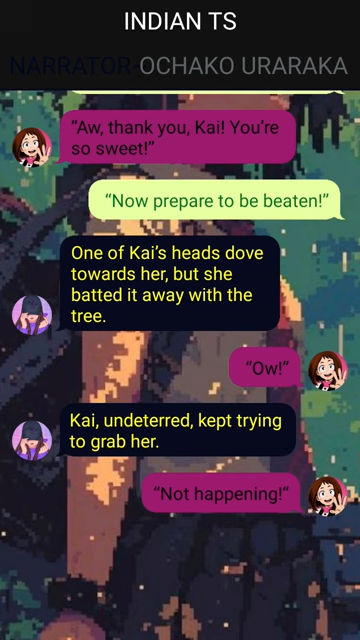 INDIAN TS
NARRATOR-OCHAKO URARAKA
“Aw, thank you, Kai! You’re
so sweet!”
“Now prepare to be beaten!”
One of Kai’s heads dove
towards her, but she
batted it away with the
tree.
“Ow!“
Kai, undeterred, kept trying
to grab her.
“Not happening!“